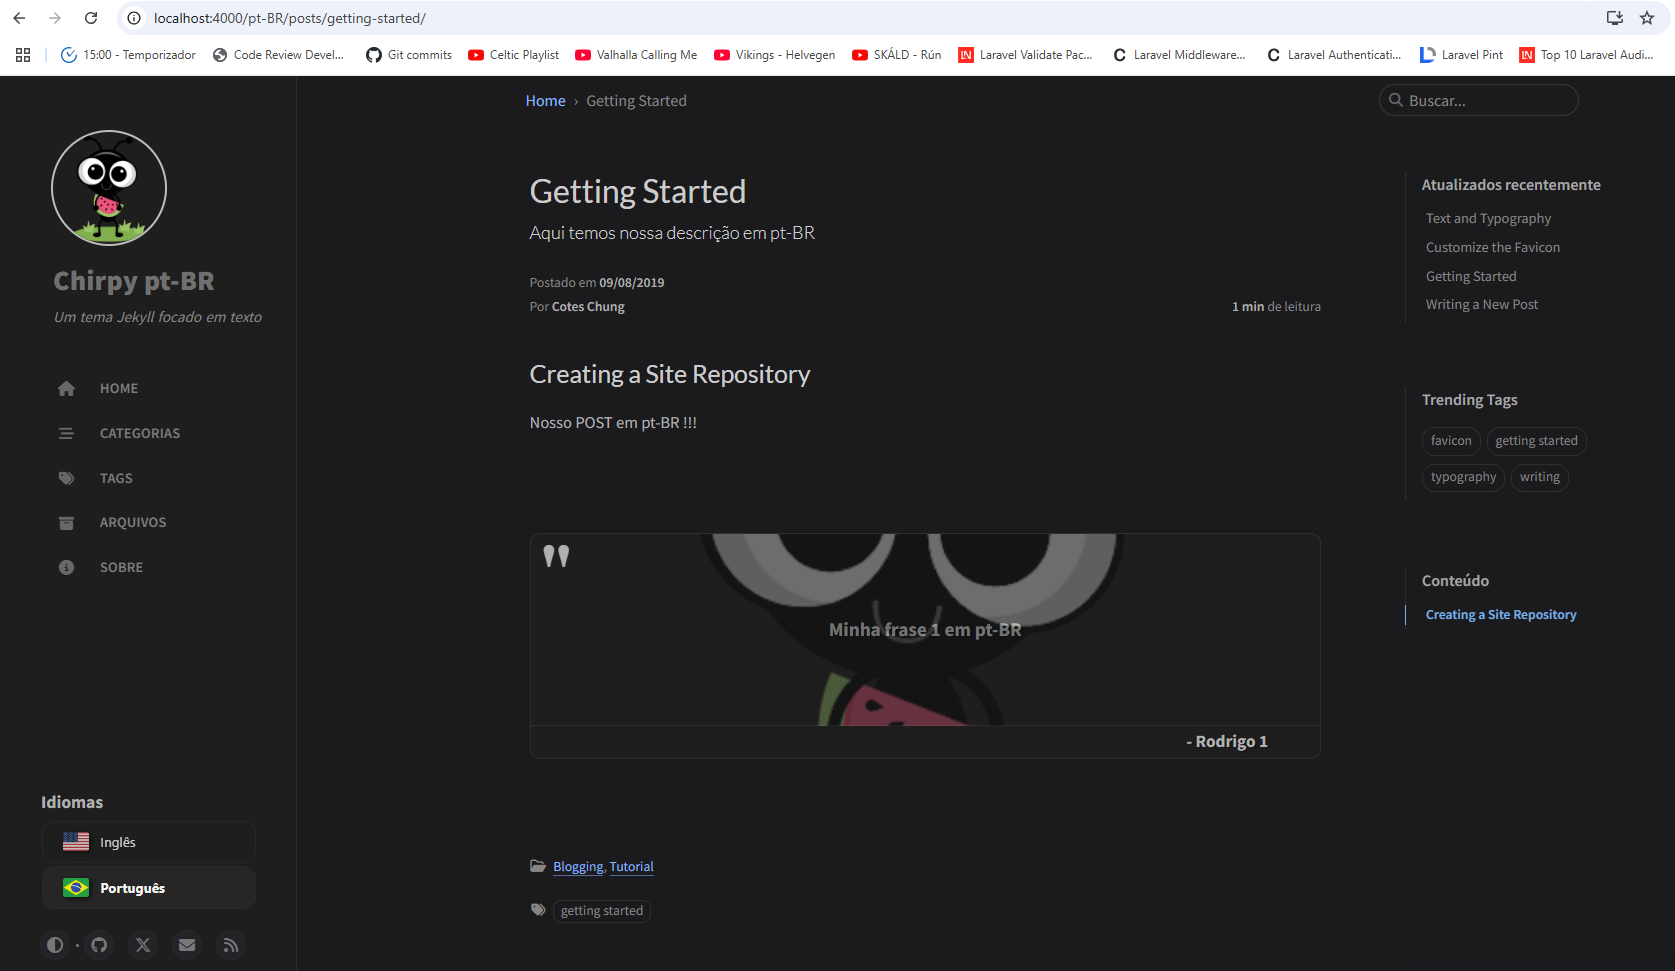 localhost:4000/pt-BR/posts/getting-started/
15:00 - Temporizador
Code Review Devel...
Git commits
Celtic Playlist
Valhalla Calling Me
Vikings - Helvegen
SKÁLD - Rún
LN
Laravel Validate Pac...
C
Laravel Middleware...
C
Laravel Authenticati...
Laravel Pint
LN
Top 10 Laravel Audi...
Chirpy pt-BR
Um tema Jekyll focado em texto
HOME
CATEGORIAS
TAGS
ARQUIVOS
SOBRE
Idiomas
Inglês
Português
Home › Getting Started
Buscar...
Getting Started
Aqui temos nossa descrição em pt-BR
Postado em 09/08/2019
Por Cotes Chung
1 min de leitura
Creating a Site Repository
Nosso POST em pt-BR !!!
"
Minha frase 1 em pt-BR
- Rodrigo 1
Blogging, Tutorial
getting started
Atualizados recentemente
Text and Typography
Customize the Favicon
Getting Started
Writing a New Post
Trending Tags
favicon
getting started
typography
writing
Conteúdo
Creating a Site Repository